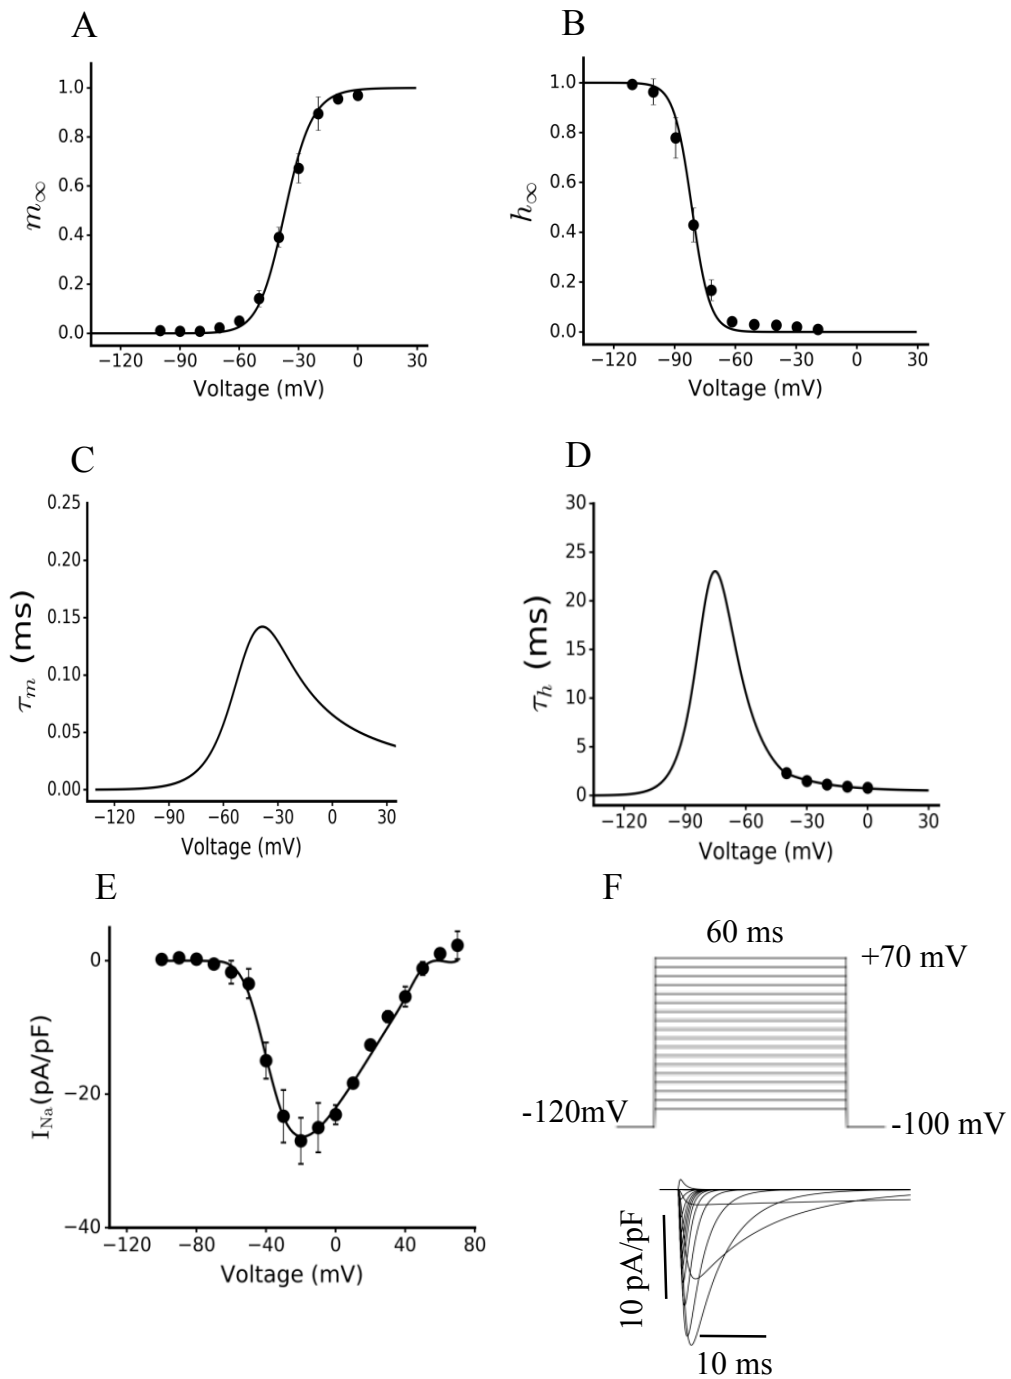 A
1.0
0.8
0.6
0.4
0.2
0.0
m∞
−120 −90 −60 −30 0 30
Voltage (mV)
B
1.0
0.8
0.6
0.4
0.2
0.0
h∞
−120 −90 −60 −30 0 30
Voltage (mV)
C
0.25
0.20
0.15
0.10
0.05
0.00
τm (ms)
−120 −90 −60 −30 0 30
Voltage (mV)
D
30
25
20
15
10
5
0
τh (ms)
−120 −90 −60 −30 0 30
Voltage (mV)
E
0
−20
−40
INa(pA/pF)
−120 −80 −40 0 40 80
Voltage (mV)
F
60 ms
+70 mV
-120mV
-100 mV
10 pA/pF
10 ms